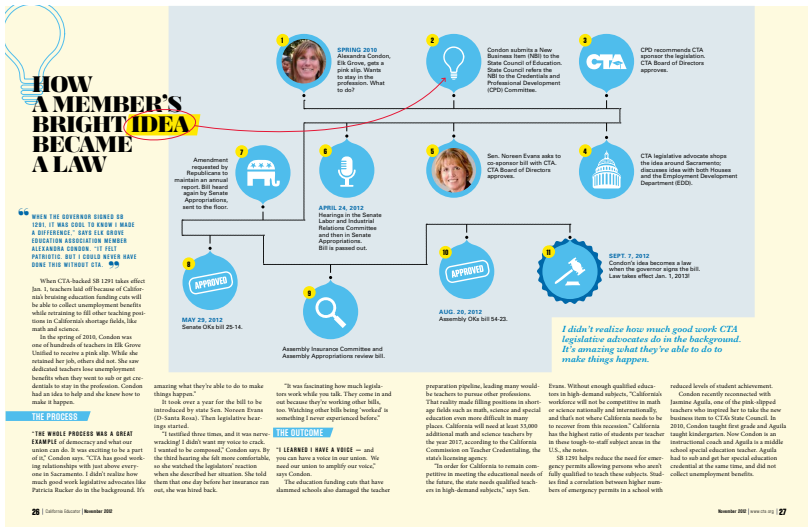 HOW
A MEMBER'S
BRIGHT IDEA
BECAME
A LAW
1
SPRING 2010
Alexandra Condon,
Elk Grove, gets a
pink slip. Wants
to stay in the
profession. What
to do?
2
Condon submits a New
Business Item (NBI) to the
State Council of Education.
State Council refers the
NBI to the Credentials and
Professional Development
(CPD) Committee.
3
CTA
CPD recommends CTA
sponsor the legislation.
CTA Board of Directors
approves.
4
CTA legislative advocate shops
the idea around Sacramento;
discusses idea with both Houses
and the Employment Development
Department (EDD).
5
Sen. Noreen Evans asks to
co-sponsor bill with CTA.
CTA Board of Directors
approves.
6
APRIL 24, 2012
Hearings in the Senate
Labor and Industrial
Relations Committee
and then in Senate
Appropriations.
Bill is passed out.
7
Amendment
requested by
Republicans to
maintain an annual
report. Bill heard
again by Senate
Appropriations,
sent to the floor.
8
APPROVED
MAY 29, 2012
Senate OKs bill 25-14.
9
Assembly Insurance Committee and
Assembly Appropriations review bill.
10
APPROVED
AUG. 20, 2012
Assembly OKs bill 54-23.
11
SEPT. 7, 2012
Condon's idea becomes a law
when the governor signs the bill.
Law takes effect Jan. 1, 2013!
I didn't realize how much good work CTA
legislative advocates do in the background.
It's amazing what they've able to do to
make things happen.
“WHEN THE GOVERNOR SIGNED SB
1291, IT WAS COOL TO KNOW I MADE
A DIFFERENCE,” SAYS ELK GROVE
EDUCATION ASSOCIATION MEMBER
ALEXANDRA CONDON. “IT FELT
PATRIOTIC. BUT I COULD NEVER HAVE
DONE THIS WITHOUT CTA.”
When CTA-backed SB 1291 takes effect
Jan. 1, teachers laid off because of Califor-
nia's bruising education funding cuts will
be able to collect unemployment benefits
while retraining to fill other teaching posi-
tions in California's shortage fields, like
math and science.
In the spring of 2010, Condon was
one of hundreds of teachers in Elk Grove
Unified to receive a pink slip. While she
retained her job, others did not. She saw
dedicated teachers lose unemployment
benefits when they went to sub or get cre-
dentials to stay in the profession. Condon
had an idea to help and she knew how to
make it happen.
THE PROCESS
“THE WHOLE PROCESS WAS A GREAT
EXAMPLE of democracy and what our
union can do. It was exciting to be a part
of it,” Condon says. “CTA has good work-
ing relationships with just above every-
one in Sacramento. I didn't realize how
much good work legislative advocates like
Patricia Rucker do in the background. It's
amazing what they're able to do to make
things happen.”
It took over a year for the bill to be
introduced by state Sen. Noreen Evans
(D-Santa Rosa). Then legislative hear-
ings started.
“I testified three times, and it was nerve-
wracking! I didn't want my voice to crack.
I wanted to be composed,” Condon says. By
the third hearing she felt more comfortable,
so she watched the legislators' reaction
when she described her situation. She told
them that one day before her insurance ran
out, she was hired back.
“It was fascinating how much legisla-
tors work while you talk. They come in and
out because they're working other bills,
too. Watching other bills being ‘worked’ is
something I never experienced before.”
THE OUTCOME
“I LEARNED I HAVE A VOICE — and
you can have a voice in our union. We
need our union to amplify our voice,”
says Condon.
The education funding cuts that have
slammed schools also damaged the teacher
preparation pipeline, leading many would-
be teachers to pursue other professions.
That reality made filling positions in short-
age fields such as math, science and special
education even more difficult in many
places. California will need at least 33,000
additional math and science teachers by
the year 2017, according to the California
Commission on Teacher Credentialing, the
state's licensing agency.
“In order for California to remain com-
petitive in meeting the educational needs of
the future, the state needs qualified teach-
ers in high-demand subjects,” says Sen.
Evans. Without enough qualified educa-
tors in high-demand subjects, “California's
workforce will not be competitive in math
or science nationally and internationally,
and that's not where California needs to be
to recover from this recession.” California
has the highest ratio of students per teacher
in these tough-to-staff subject areas in the
U.S., she notes.
SB 1291 helps reduce the need for emer-
gency permits allowing persons who aren't
fully qualified to teach these subjects. Stud-
ies find a correlation between higher num-
bers of emergency permits in a school with
reduced levels of student achievement.
Condon recently reconnected with
Jasmine Aguila, one of the pink-slipped
teachers who inspired her to take the new
business item to CTA's State Council. In
2010, Condon taught first grade and Aguila
taught kindergarten. Now Condon is an
instructional coach and Aguila is a middle
school special education teacher. Aguila
had to sub and get her special education
credential at the same time, and did not
collect unemployment benefits.
26 | California Educator | November 2012
November 2012 | www.cta.org | 27